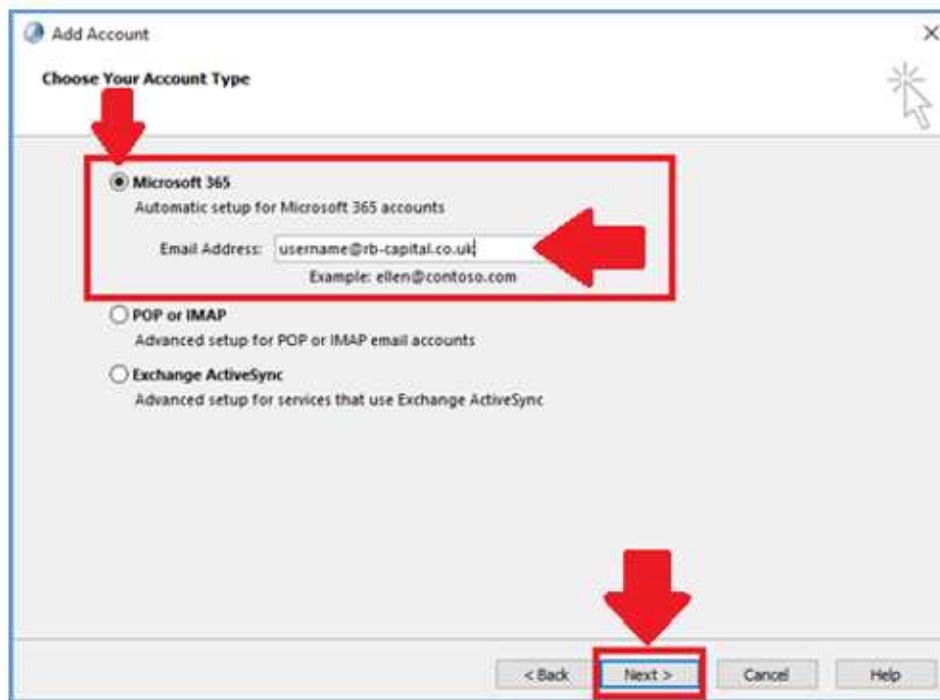 Add Account
Choose Your Account Type
Microsoft 365
Automatic setup for Microsoft 365 accounts
Email Address: username@rb-capital.co.uk
Example: ellen@contoso.com
POP or IMAP
Advanced setup for POP or IMAP email accounts
Exchange ActiveSync
Advanced setup for services that use Exchange ActiveSync
< Back Next > Cancel Help